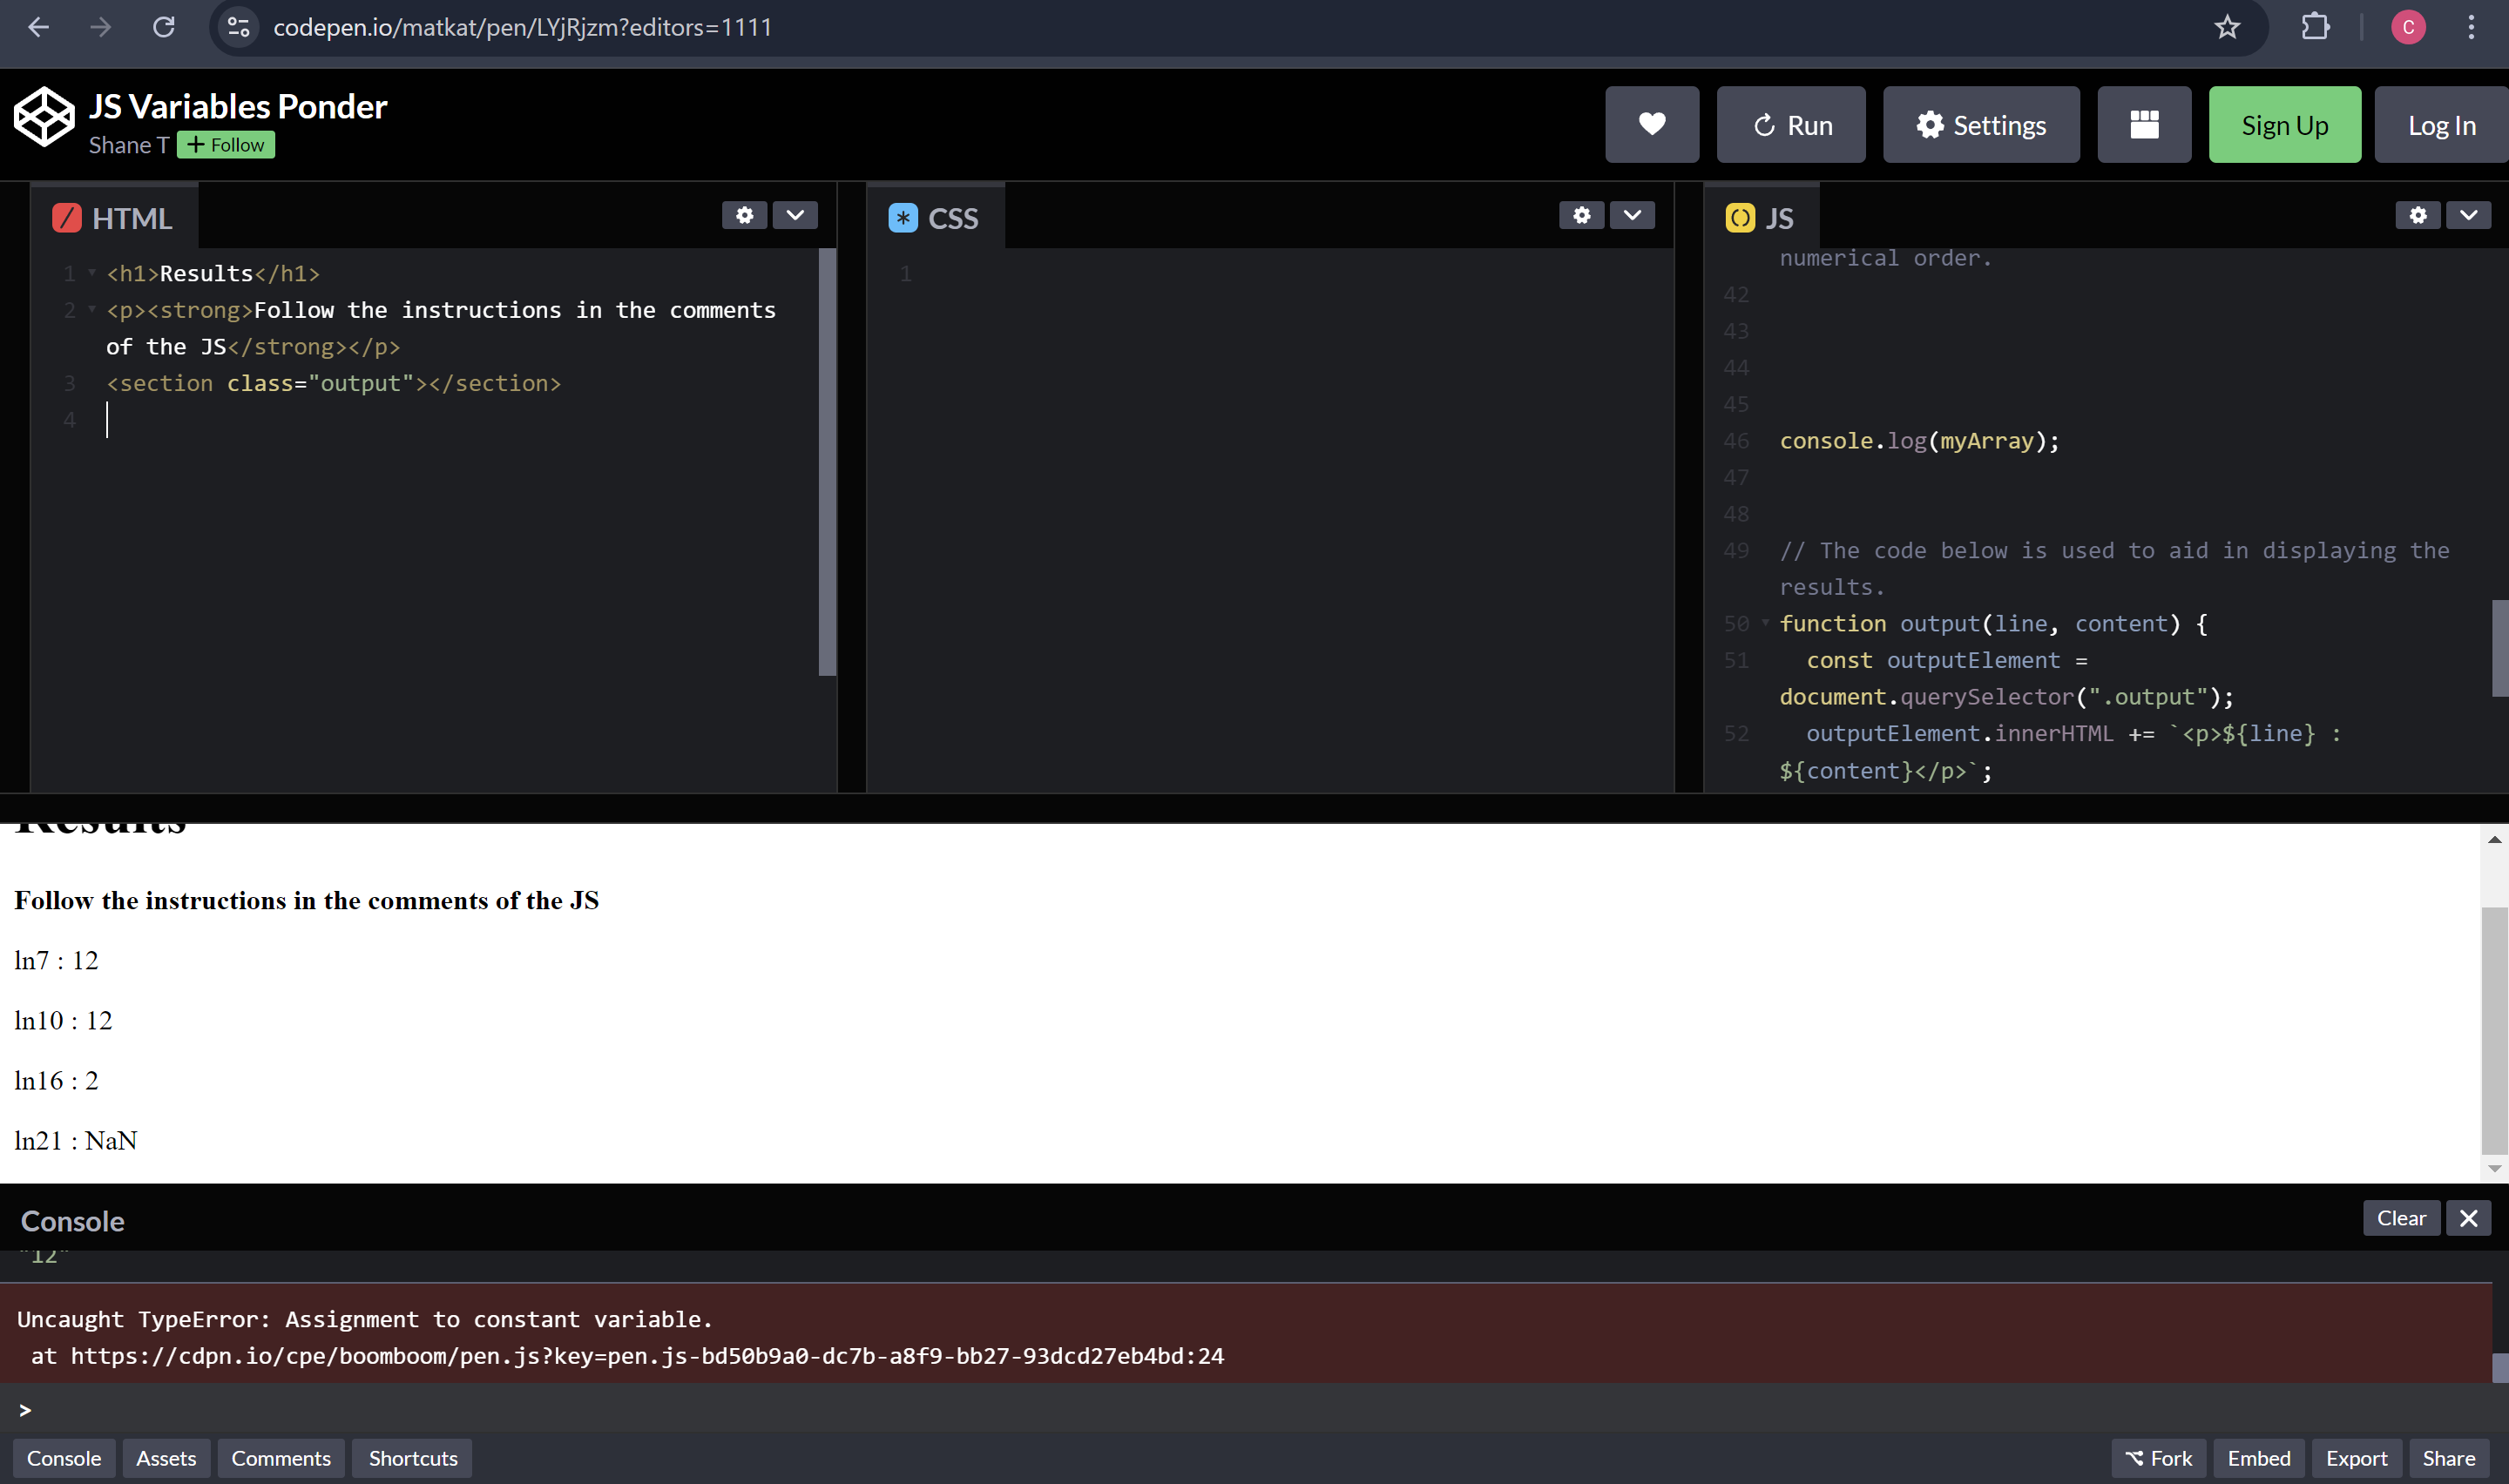 codepen.io/matkat/pen/LYjRjzm?editors=1111
C
JS Variables Ponder
Shane T + Follow
Run
Settings
Sign Up
Log In
HTML
1 <h1>Results</h1>
2 <p><strong>Follow the instructions in the comments
of the JS</strong></p>
3 <section class="output"></section>
4
CSS
1
JS
numerical order.
42
43
44
45
46 console.log(myArray);
47
48
49 // The code below is used to aid in displaying the
results.
50 function output(line, content) {
51 const outputElement =
document.querySelector(".output");
52 outputElement.innerHTML += `<p>${line} :
${content}</p>`;
Results
Follow the instructions in the comments of the JS
ln7 : 12
ln10 : 12
ln16 : 2
ln21 : NaN
Console
Clear
"12"
Uncaught TypeError: Assignment to constant variable.
at https://cdpn.io/cpe/boomboom/pen.js?key=pen.js-bd50b9a0-dc7b-a8f9-bb27-93dcd27eb4bd:24
>
Console Assets Comments Shortcuts
Fork Embed Export Share